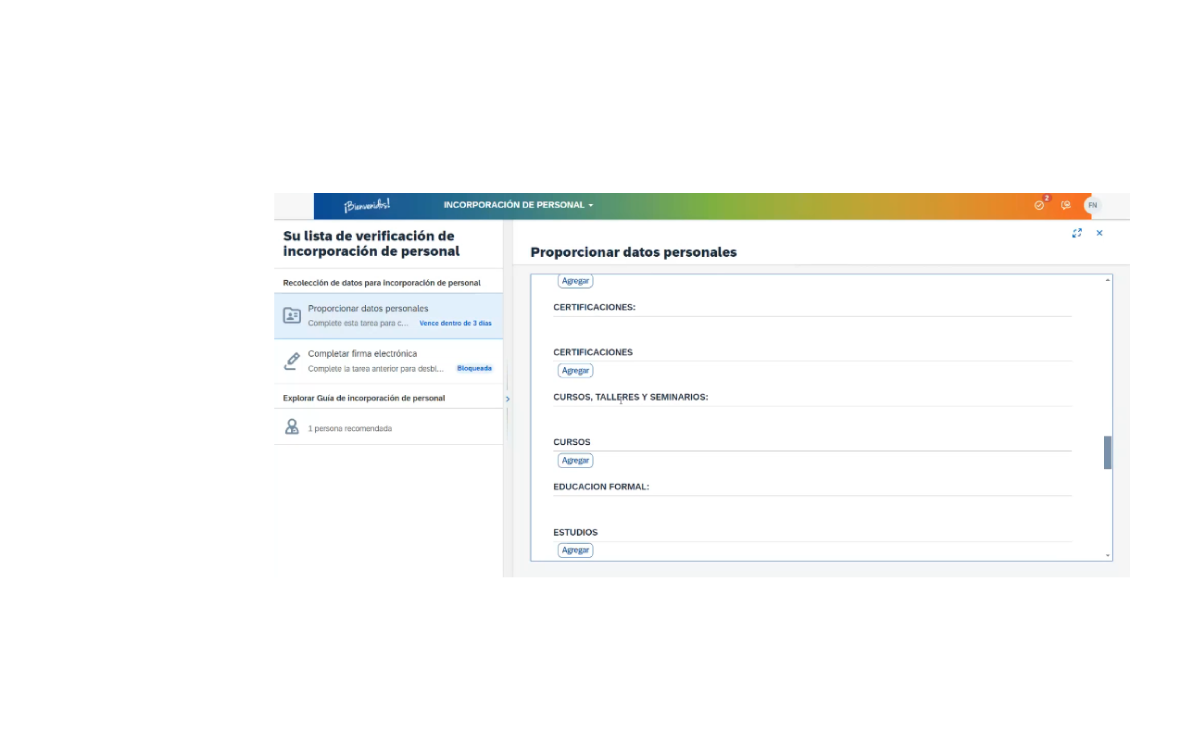 ¡Bienvenidos!
INCORPORACIÓN DE PERSONAL
2
FN
Su lista de verificación de
incorporación de personal
Recolección de datos para incorporación de personal
Proporcionar datos personales
Complete esta tarea para c... Vence dentro de 3 días
Completar firma electrónica
Complete la tarea anterior para desbl... Bloqueada
Explorar Guía de incorporación de personal
1 persona recomendada
Proporcionar datos personales
Agregar
CERTIFICACIONES:
CERTIFICACIONES
Agregar
CURSOS, TALLERES Y SEMINARIOS:
CURSOS
Agregar
EDUCACION FORMAL:
ESTUDIOS
Agregar